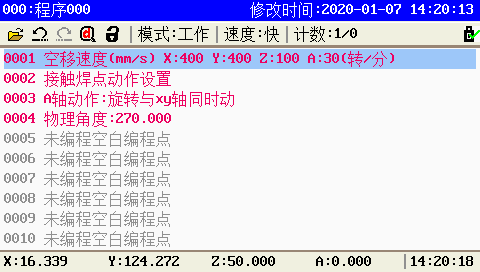 000:程序000 修改时间:2020-01-07 14:20:13
模式:工作 速度:快 计数:1/0
0001 空移速度(mm/s) X:400 Y:400 Z:100 A:30(转/分)
0002 接触焊点动作设置
0003 A轴动作:旋转与xy轴同时动
0004 物理角度:270.000
0005 未编程空白编程点
0006 未编程空白编程点
0007 未编程空白编程点
0008 未编程空白编程点
0009 未编程空白编程点
0010 未编程空白编程点
X:16.339 Y:124.272 Z:50.000 A:0.000 14:20:18